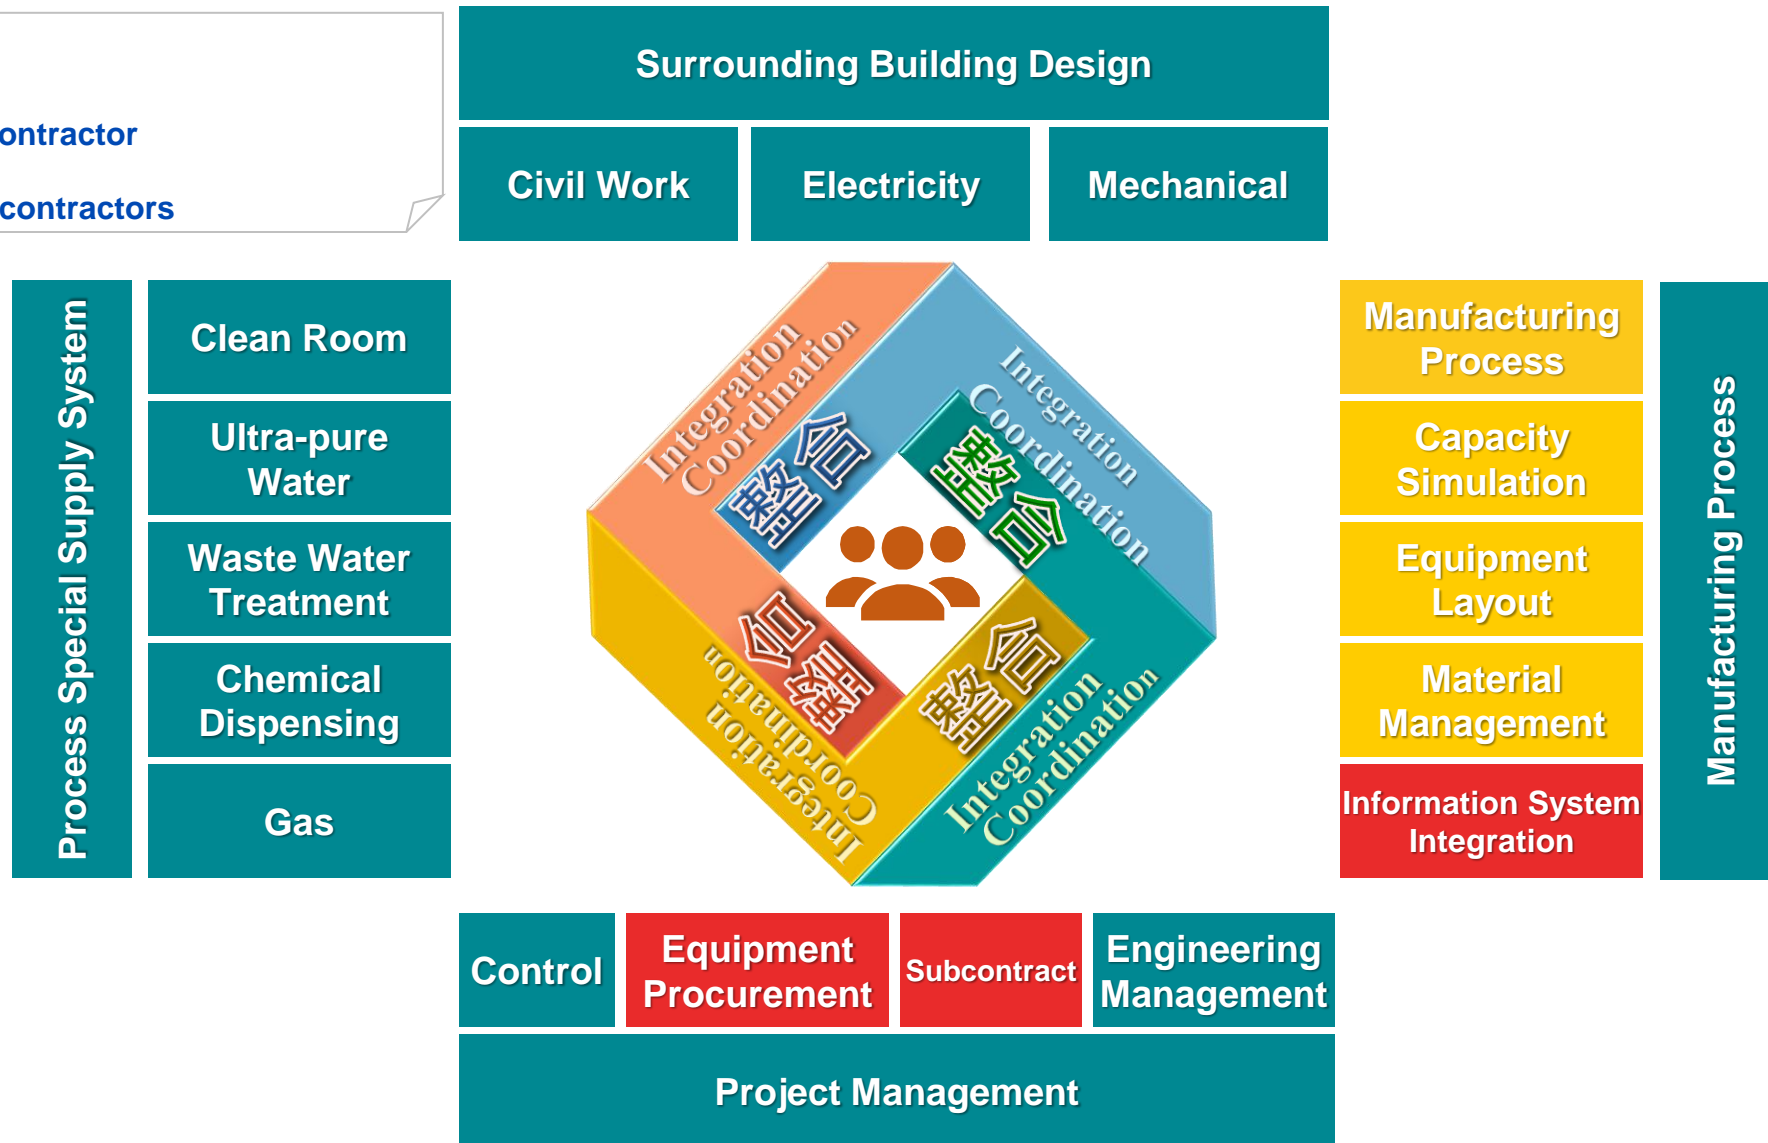 ontractor
contractors
Surrounding Building Design
Civil Work
Electricity
Mechanical
Process Special Supply System
Clean Room
Ultra-pure
Water
Waste Water
Treatment
Chemical
Dispensing
Gas
Integration
Coordination
整合
Integration
Coordination
整合
Integration
Coordination
整合
Integration
Coordination
整合
Manufacturing
Process
Capacity
Simulation
Equipment
Layout
Material
Management
Information System
Integration
Manufacturing Process
Control
Equipment
Procurement
Subcontract
Engineering
Management
Project Management